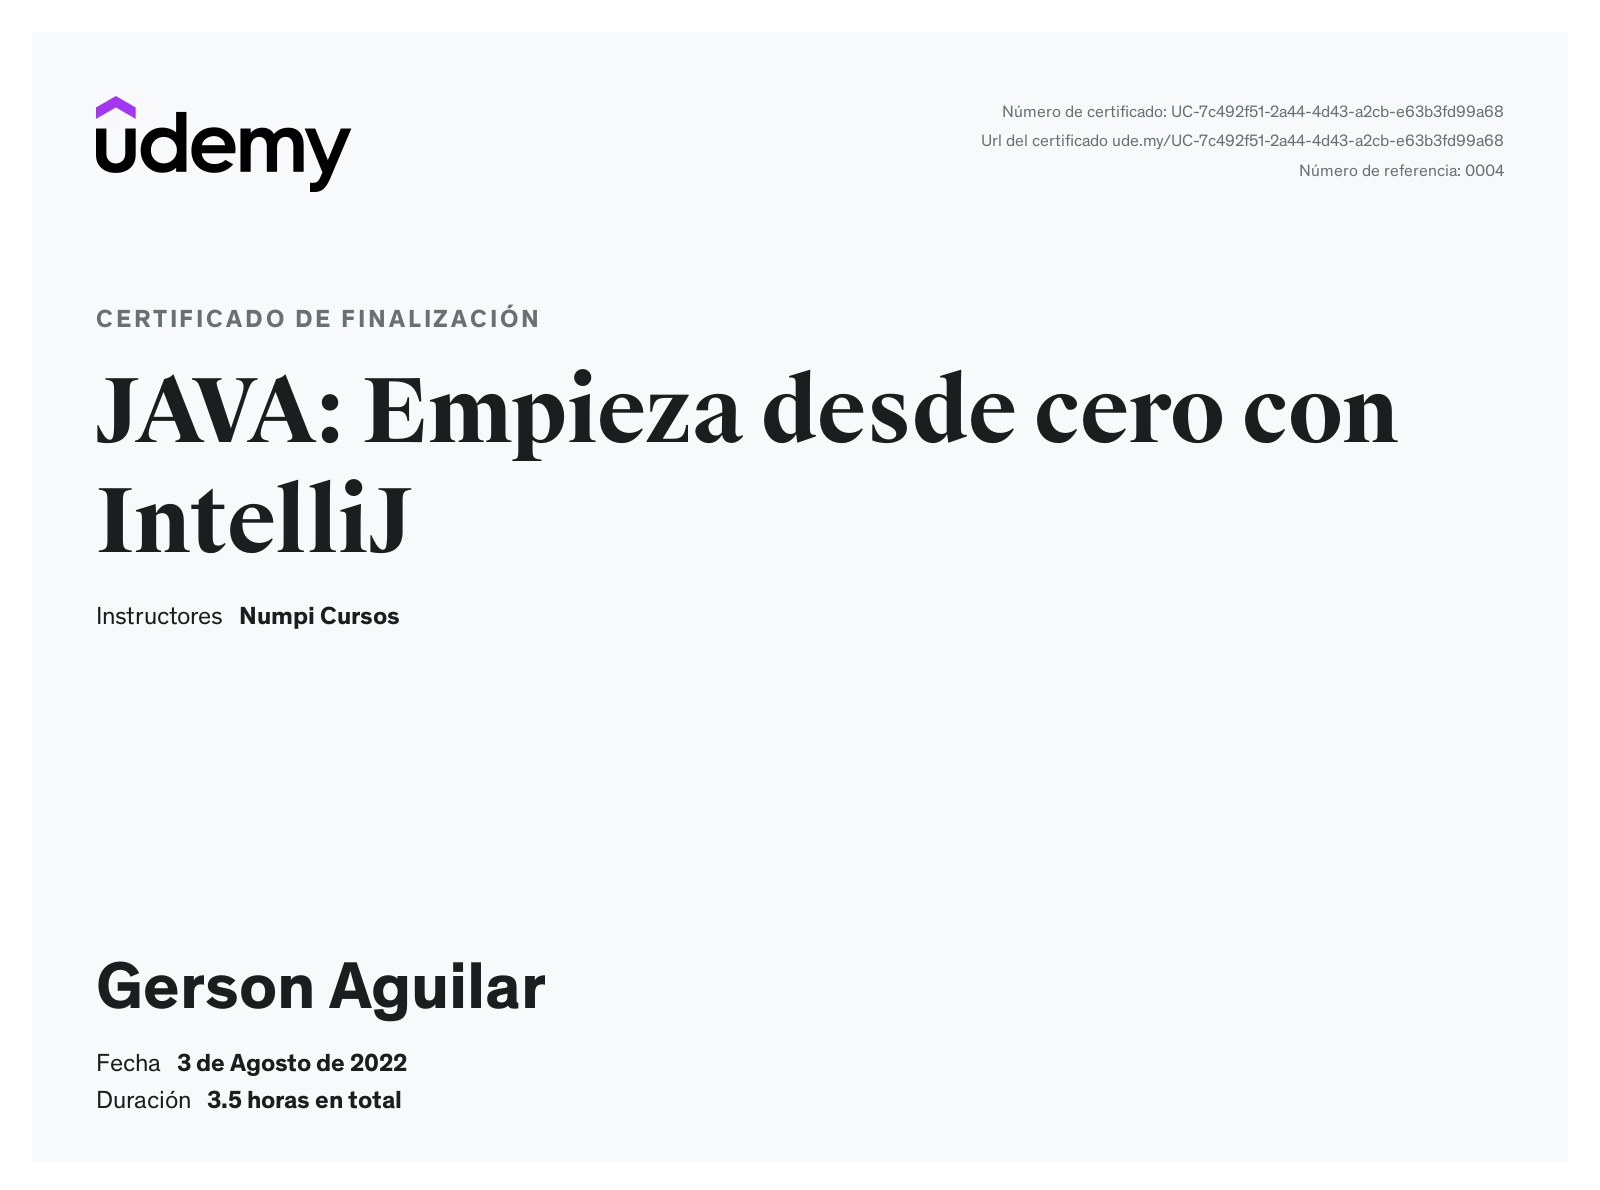 udemy
Número de certificado: UC-7c492f51-2a44-4d43-a2cb-e63b3fd99a68
Url del certificado ude.my/UC-7c492f51-2a44-4d43-a2cb-e63b3fd99a68
Número de referencia: 0004
CERTIFICADO DE FINALIZACIÓN
JAVA: Empieza desde cero con
IntelliJ
Instructores Numpi Cursos
Gerson Aguilar
Fecha 3 de Agosto de 2022
Duración 3.5 horas en total